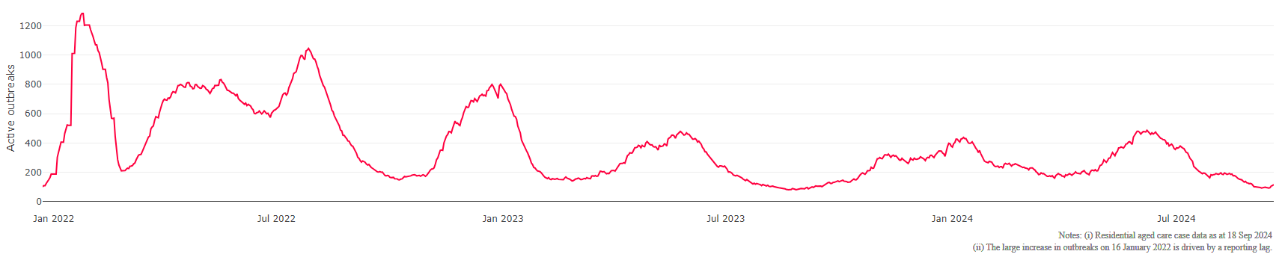 Active outbreaks
1200
1000
800
600
400
200
0
Jan 2022
Jul 2022
Jan 2023
Jul 2023
Jan 2024
Jul 2024
Notes: (i) Residential aged care case data as at 18 Sep 2024
(ii) The large increase in outbreaks on 16 January 2022 is driven by a reporting lag.